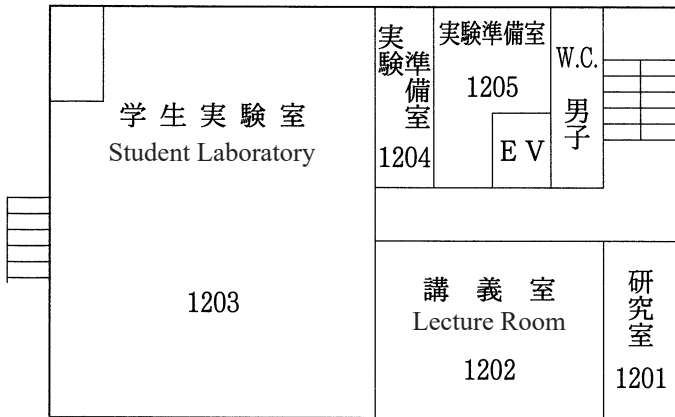 学生実験室
Student Laboratory
1203
実験準備室
1204
実験準備室
1205
EV
W.C.
男子
講義室
Lecture Room
1202
研究室
1201